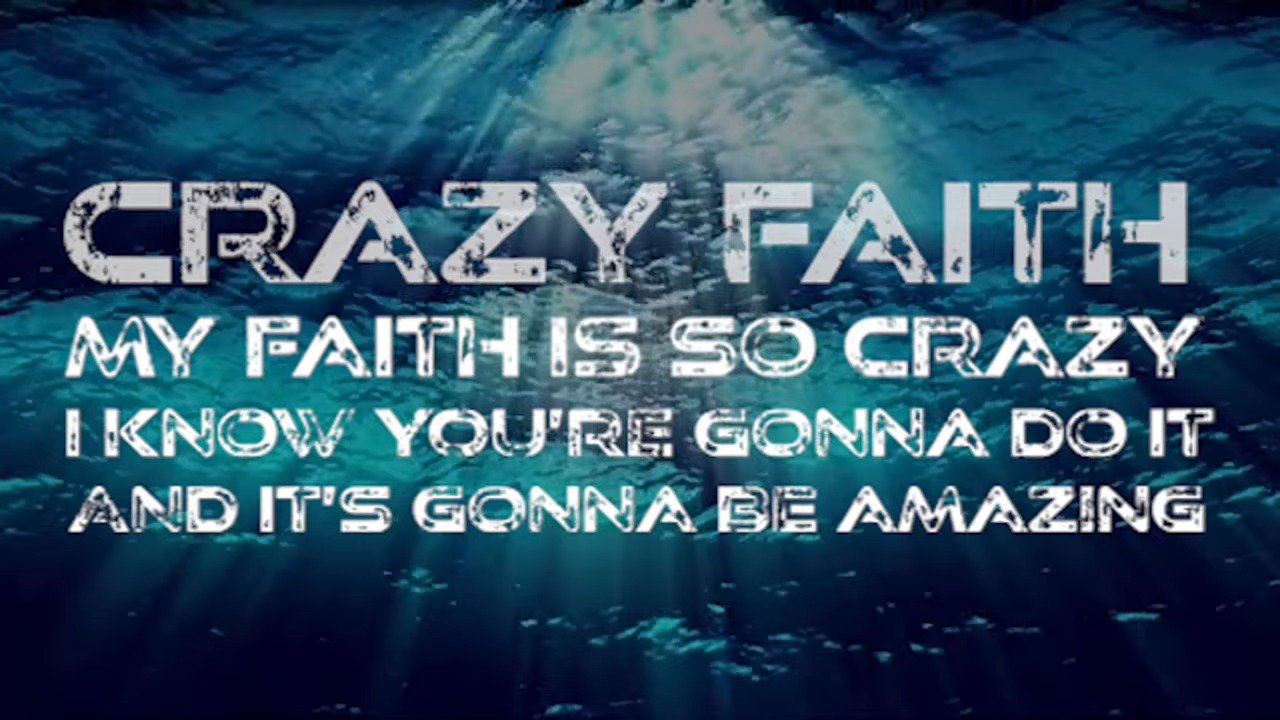 CRAZY FAITH
MY FAITH IS SO CRAZY
I KNOW YOU'RE GONNA DO IT
AND IT'S GONNA BE AMAZING